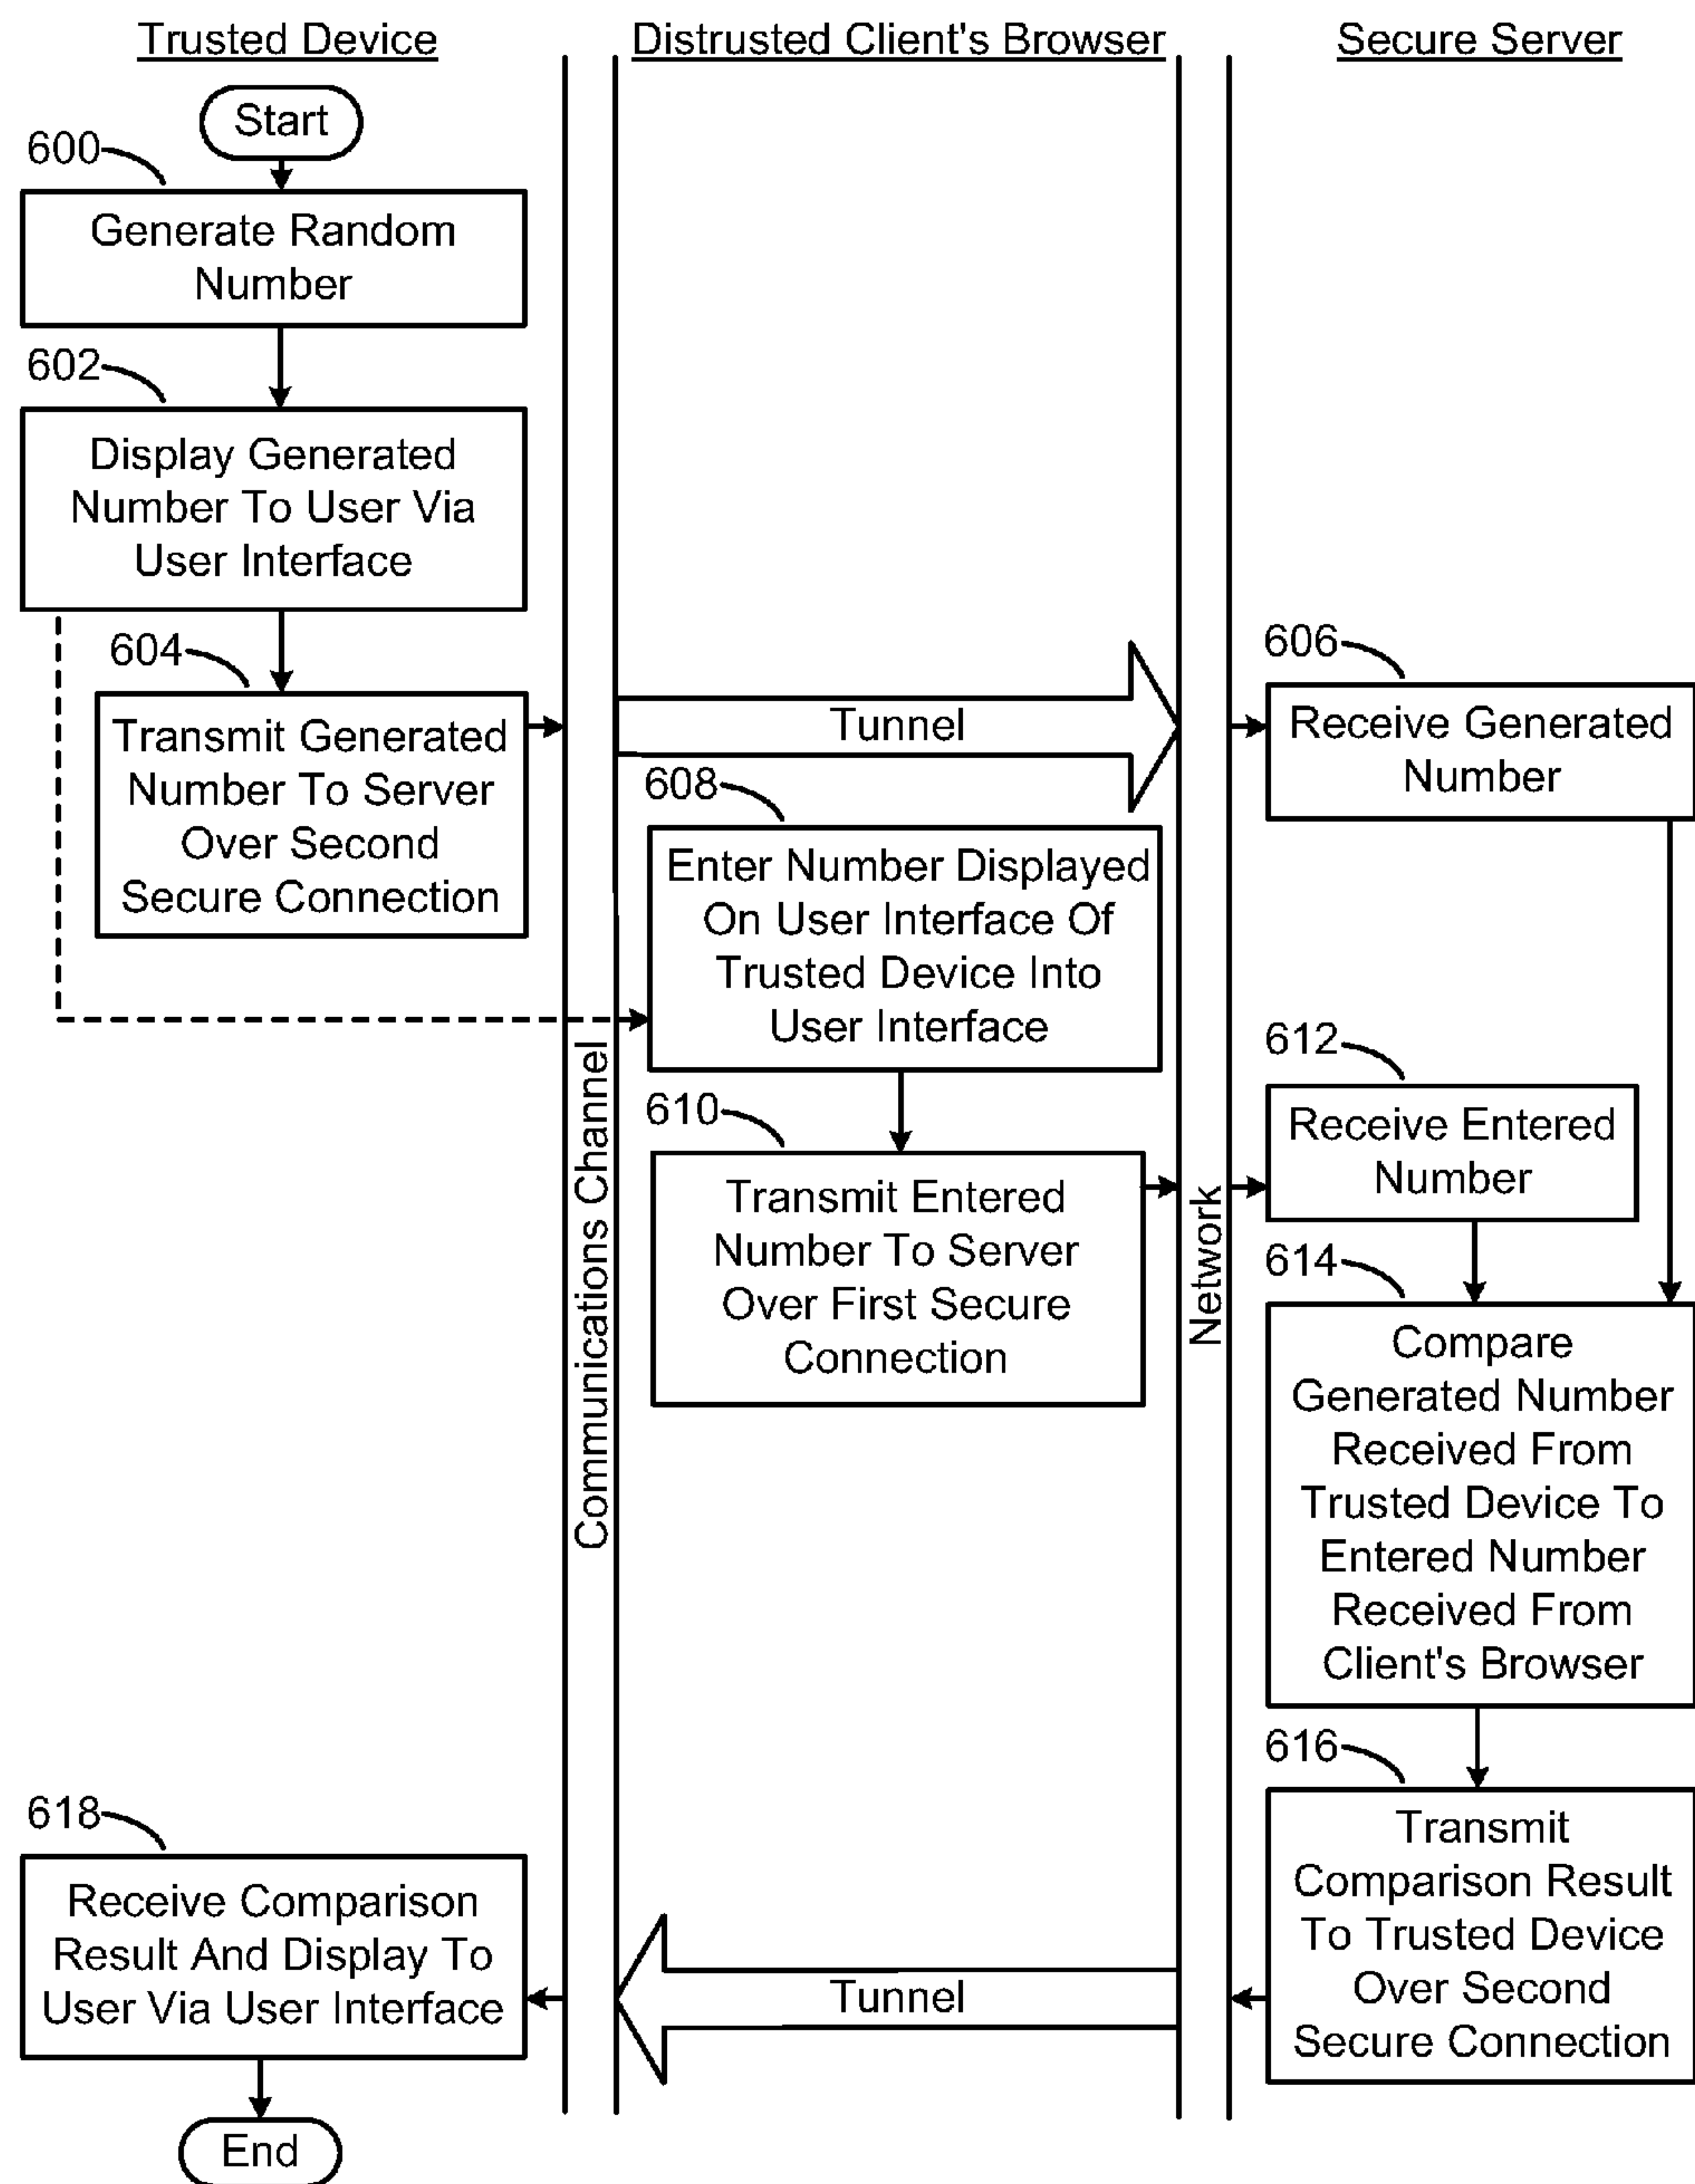 Trusted Device
Distrusted Client's Browser
Secure Server
Start
600
Generate Random
Number
602
Display Generated
Number To User Via
User Interface
604
Transmit Generated
Number To Server
Over Second
Secure Connection
Tunnel
606
Receive Generated
Number
608
Enter Number Displayed
On User Interface Of
Trusted Device Into
User Interface
610
Transmit Entered
Number To Server
Over First Secure
Connection
Communications Channel
Network
612
Receive Entered
Number
614
Compare
Generated Number
Received From
Trusted Device To
Entered Number
Received From
Client's Browser
616
Transmit
Comparison Result
To Trusted Device
Over Second
Secure Connection
Tunnel
618
Receive Comparison
Result And Display To
User Via User Interface
End